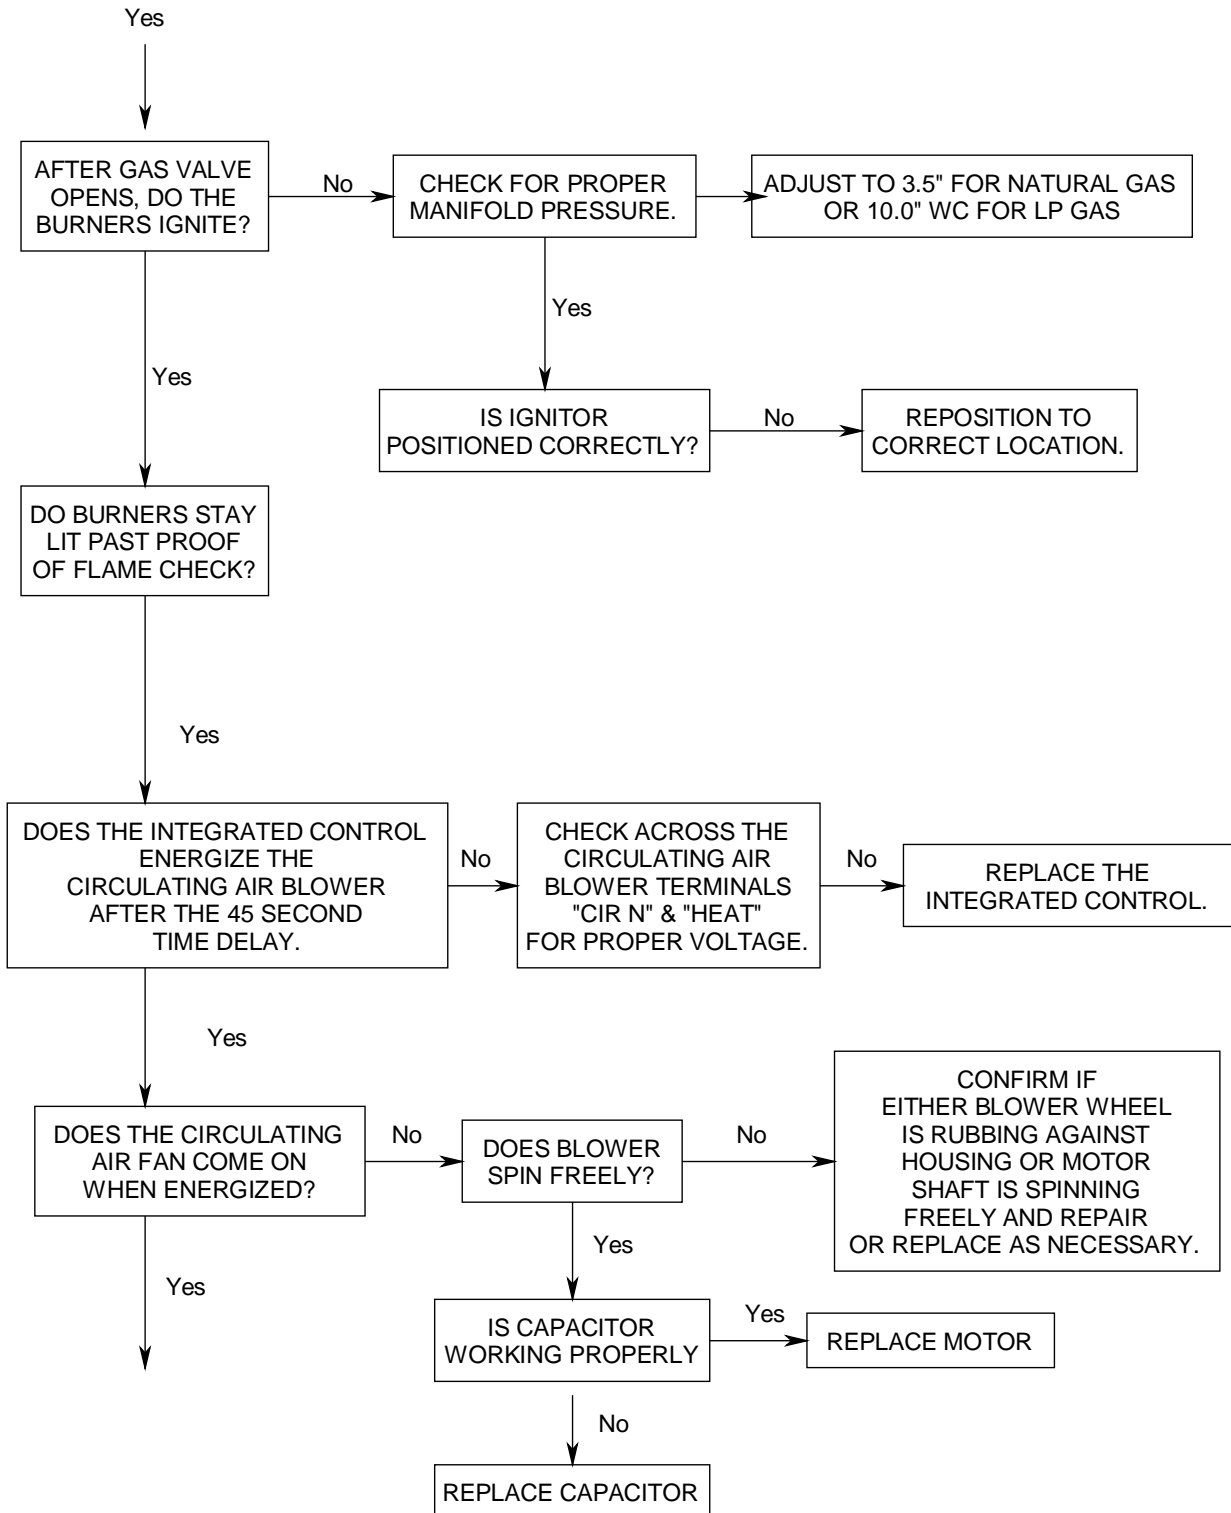 Yes
AFTER GAS VALVE
OPENS, DO THE
BURNERS IGNITE?
No
CHECK FOR PROPER
MANIFOLD PRESSURE.
ADJUST TO 3.5" FOR NATURAL GAS
OR 10.0" WC FOR LP GAS
Yes
Yes
IS IGNITOR
POSITIONED CORRECTLY?
No
REPOSITION TO
CORRECT LOCATION.
DO BURNERS STAY
LIT PAST PROOF
OF FLAME CHECK?
Yes
DOES THE INTEGRATED CONTROL
ENERGIZE THE
CIRCULATING AIR BLOWER
AFTER THE 45 SECOND
TIME DELAY.
No
CHECK ACROSS THE
CIRCULATING AIR
BLOWER TERMINALS
"CIR N" & "HEAT"
FOR PROPER VOLTAGE.
No
REPLACE THE
INTEGRATED CONTROL.
Yes
DOES THE CIRCULATING
AIR FAN COME ON
WHEN ENERGIZED?
No
DOES BLOWER
SPIN FREELY?
No
CONFIRM IF
EITHER BLOWER WHEEL
IS RUBBING AGAINST
HOUSING OR MOTOR
SHAFT IS SPINNING
FREELY AND REPAIR
OR REPLACE AS NECESSARY.
Yes
Yes
IS CAPACITOR
WORKING PROPERLY
Yes
REPLACE MOTOR
No
REPLACE CAPACITOR